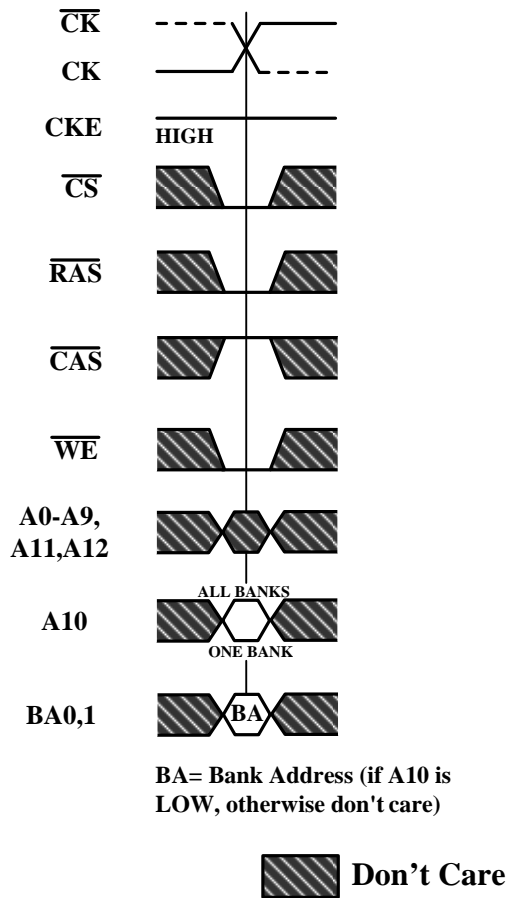 CK
CK
CKE
HIGH
CS
RAS
CAS
WE
A0-A9,
A11,A12
ALL BANKS
A10
ONE BANK
BA0,1
BA
BA= Bank Address (if A10 is
LOW, otherwise don't care)
Don't Care